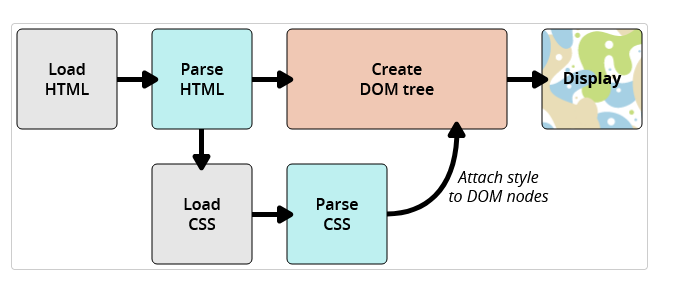 Load
HTML
Parse
HTML
Create
DOM tree
Display
Load
CSS
Parse
CSS
Attach style
to DOM nodes